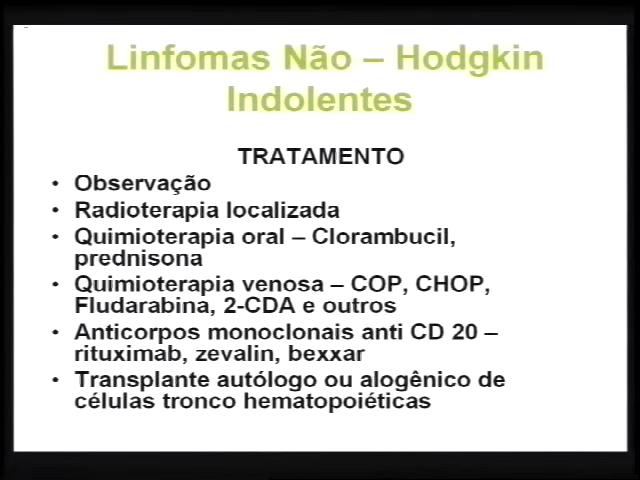 Linfomas Não – Hodgkin
Indolentes
TRATAMENTO
• Observação
• Radioterapia localizada
• Quimioterapia oral – Clorambucil,
prednisona
• Quimioterapia venosa – COP, CHOP,
Fludarabina, 2-CDA e outros
• Anticorpos monoclonais anti CD 20 –
rituximab, zevalin, bexxar
• Transplante autólogo ou alogênico de
células tronco hematopoiéticas